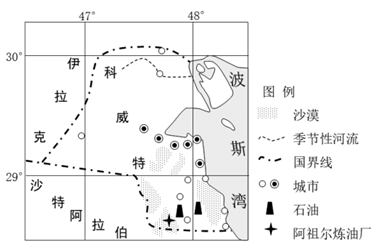 47° 48°
30°
伊 科 波
拉 图例
威 沙漠
克 斯 季节性河流
特 国界线
29° 城市
沙 湾 石油
特 阿 拉 伯 阿祖尔炼油厂